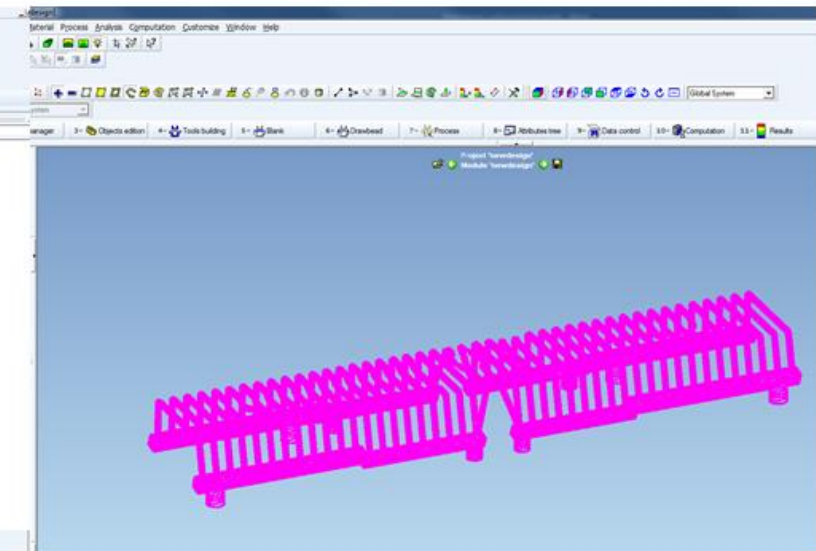 Material Process Analysis Computation Customize Window Help
Global System
anager 3- Objects edition 4- Tools building 5- Blank 6- Drawbead 7- Process 8- Attributes tree 9- Data control 10- Computation 11- Results
Project 'newdesign'
Module 'newdesign'